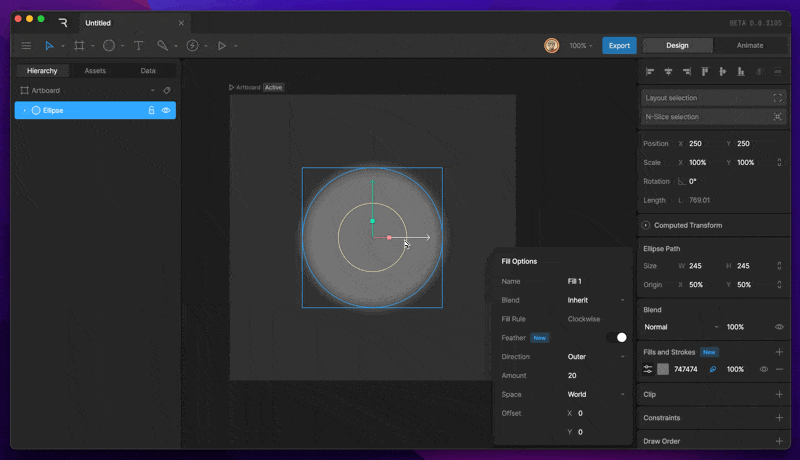 Untitled
BETA 0.8.3105
100%
Export
Design
Animate
Hierarchy
Assets
Data
Artboard
Ellipse
Artboard
Active
Layout selection
N-Slice selection
Position X 250 Y 250
Scale X 100% Y 100%
Rotation 0°
Length L 769.01
Computed Transform
Ellipse Path
Size W 245 H 245
Origin X 50% Y 50%
Blend
Normal 100%
Fills and Strokes New
747474 100%
Clip
Constraints
Draw Order
Fill Options
Name Fill 1
Blend Inherit
Fill Rule Clockwise
Feather New
Direction Outer
Amount 20
Space World
Offset X 0
Y 0